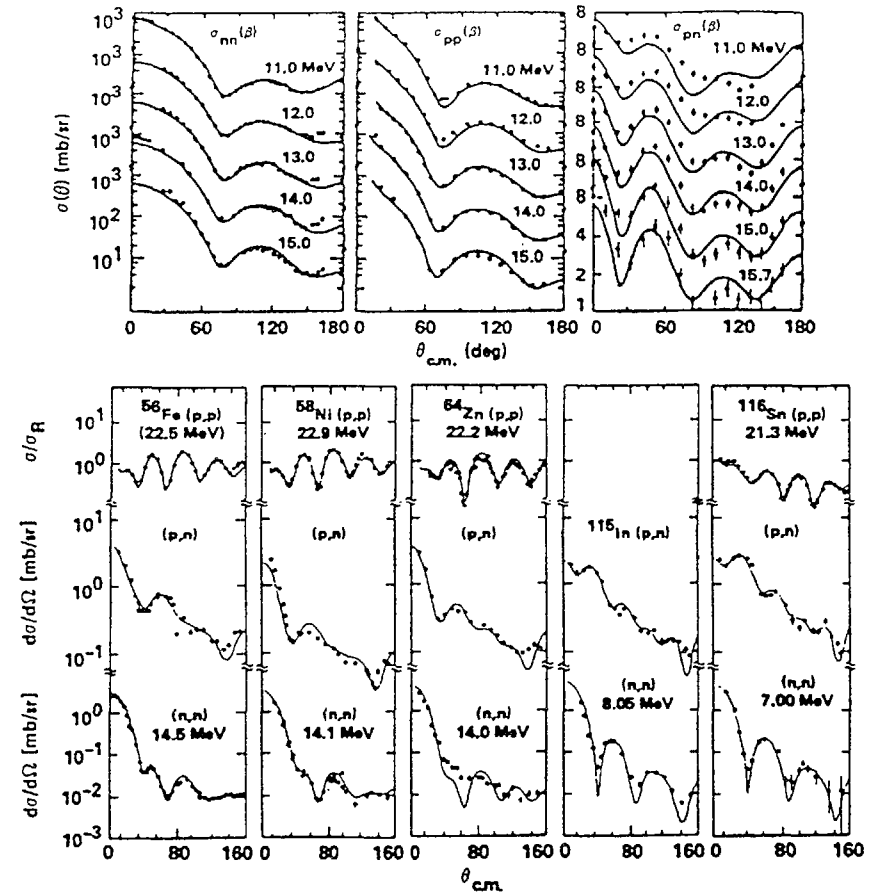 σnn(β)
σpp(β)
σpn(β)
σ(θ) (mb/sr)
10³
10³
10³
10³
10³
10²
10¹
11.0 MeV
12.0
13.0
14.0
15.0
0 60 120 180
11.0 MeV
12.0
13.0
14.0
15.0
0 60 120 180
8
8
8
8
8
8
4
2
1
11.0 MeV
12.0
13.0
14.0
15.0
15.7
0 60 120 180
θc.m. (deg)
σ/σR
10¹
10⁰
⁵⁶Fe (p,p)
(22.5 MeV)
⁵⁸Ni (p,p)
22.9 MeV
⁶⁴Zn (p,p)
22.2 MeV
¹¹⁶Sn (p,p)
21.3 MeV
dσ/dΩ [mb/sr]
10¹
10⁰
10⁻¹
(p,n)
(p,n)
(p,n)
¹¹⁵In (p,n)
(p,n)
dσ/dΩ [mb/sr]
10⁰
10⁻¹
10⁻²
10⁻³
(n,n)
14.5 MeV
(n,n)
14.1 MeV
(n,n)
14.0 MeV
(n,n)
8.05 MeV
(n,n)
7.00 MeV
0 80 160
0 80 160
0 80 160
0 80 160
0 80 160
θc.m.